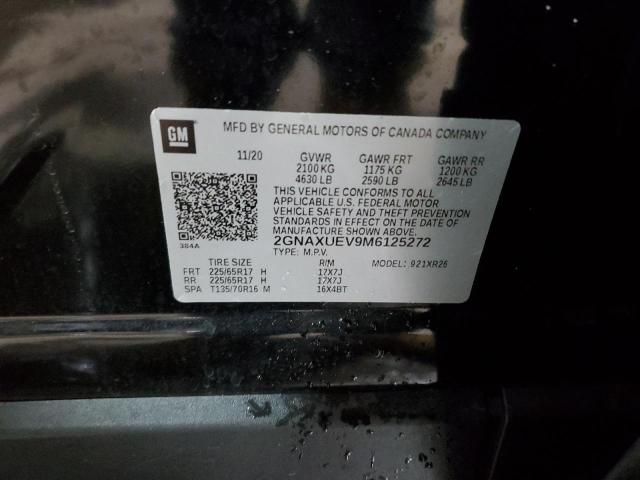 GM
MFD BY GENERAL MOTORS OF CANADA COMPANY
11/20 GVWR GAWR FRT GAWR RR
2100 KG 1175 KG 1200 KG
4630 LB 2590 LB 2645 LB
THIS VEHICLE CONFORMS TO ALL
APPLICABLE U.S. FEDERAL MOTOR
VEHICLE SAFETY AND THEFT PREVENTION
STANDARDS IN EFFECT ON THE DATE OF
MANUFACTURE SHOWN ABOVE.
384A 2GNAXUEV9M6125272
TYPE: M.P.V. MODEL: 921XR26
TIRE SIZE R/M
FRT 225/65R17 H 17X7J
RR 225/65R17 H 17X7J
SPA T135/70R16 M 16X4BT